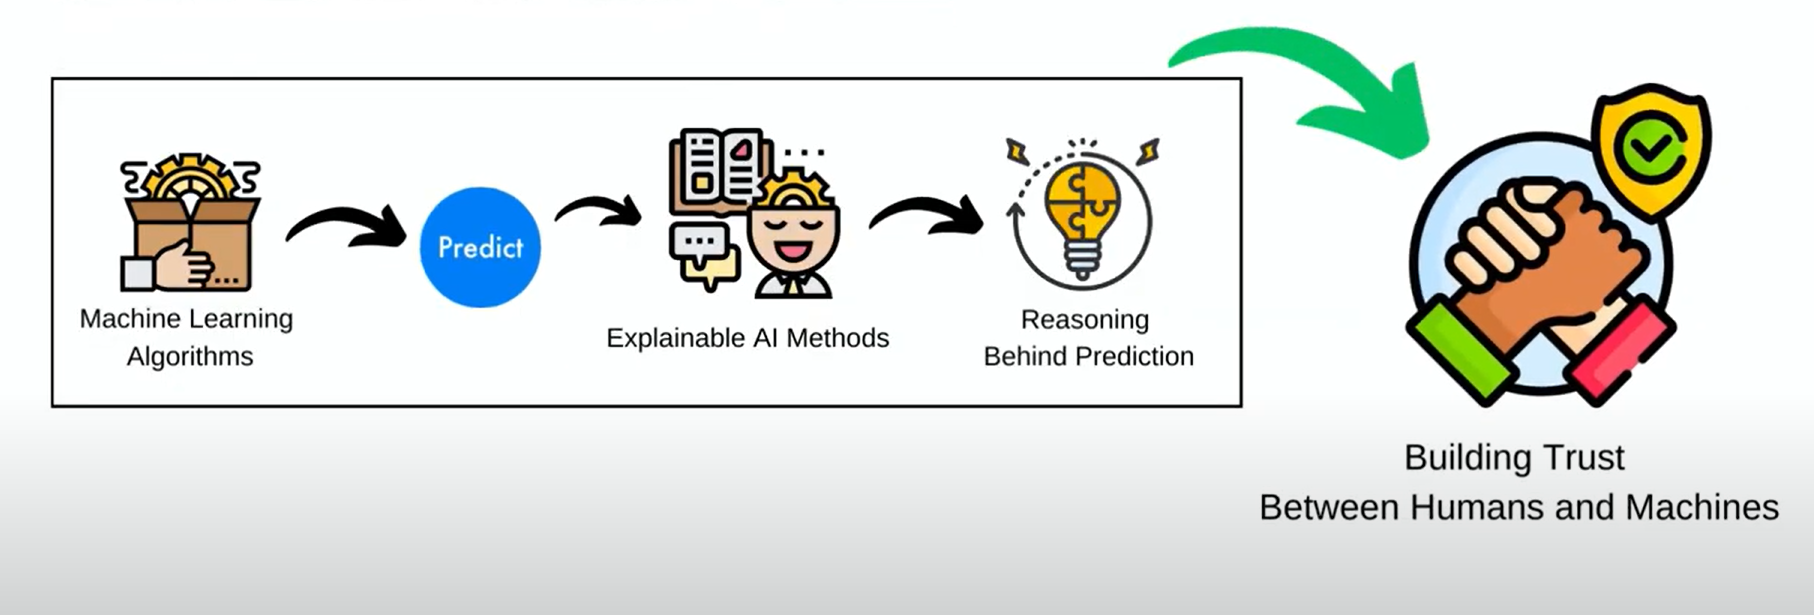 Machine Learning
Algorithms
Predict
Explainable AI Methods
Reasoning
Behind Prediction
Building Trust
Between Humans and Machines